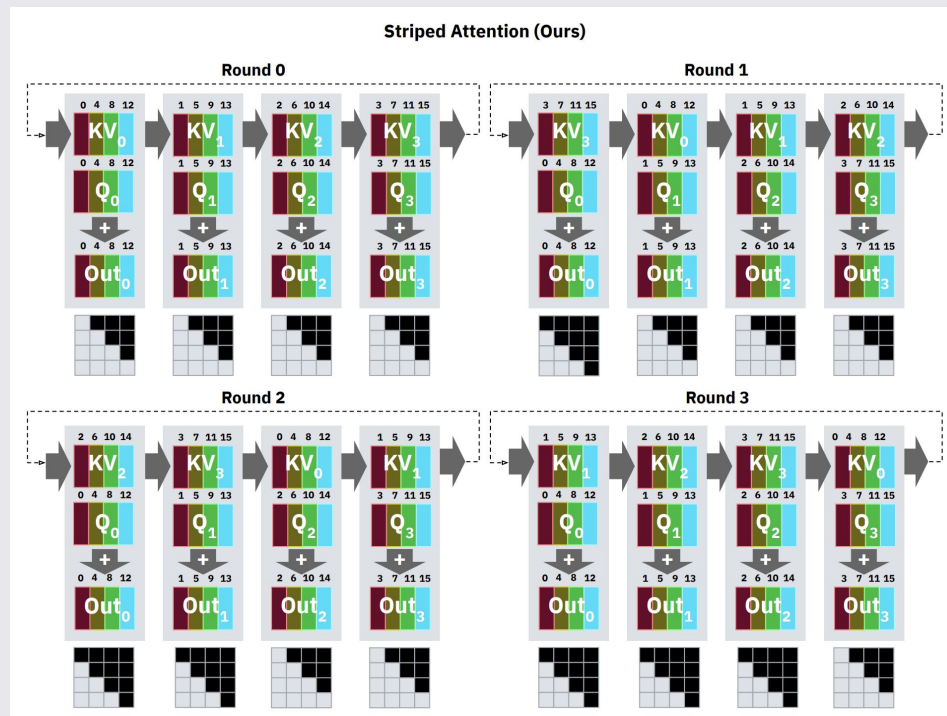 Striped Attention (Ours)
Round 0
0 4 8 12 1 5 9 13 2 6 10 14 3 7 11 15
KV0 KV1 KV2 KV3
0 4 8 12 1 5 9 13 2 6 10 14 3 7 11 15
Q0 Q1 Q2 Q3
+ + + +
0 4 8 12 1 5 9 13 2 6 10 14 3 7 11 15
Out0 Out1 Out2 Out3
Round 1
3 7 11 15 0 4 8 12 1 5 9 13 2 6 10 14
KV3 KV0 KV1 KV2
0 4 8 12 1 5 9 13 2 6 10 14 3 7 11 15
Q0 Q1 Q2 Q3
+ + + +
0 4 8 12 1 5 9 13 2 6 10 14 3 7 11 15
Out0 Out1 Out2 Out3
Round 2
2 6 10 14 3 7 11 15 0 4 8 12 1 5 9 13
KV2 KV3 KV0 KV1
0 4 8 12 1 5 9 13 2 6 10 14 3 7 11 15
Q0 Q1 Q2 Q3
+ + + +
0 4 8 12 1 5 9 13 2 6 10 14 3 7 11 15
Out0 Out1 Out2 Out3
Round 3
1 5 9 13 2 6 10 14 3 7 11 15 0 4 8 12
KV1 KV2 KV3 KV0
0 4 8 12 1 5 9 13 2 6 10 14 3 7 11 15
Q0 Q1 Q2 Q3
+ + + +
0 4 8 12 1 5 9 13 2 6 10 14 3 7 11 15
Out0 Out1 Out2 Out3